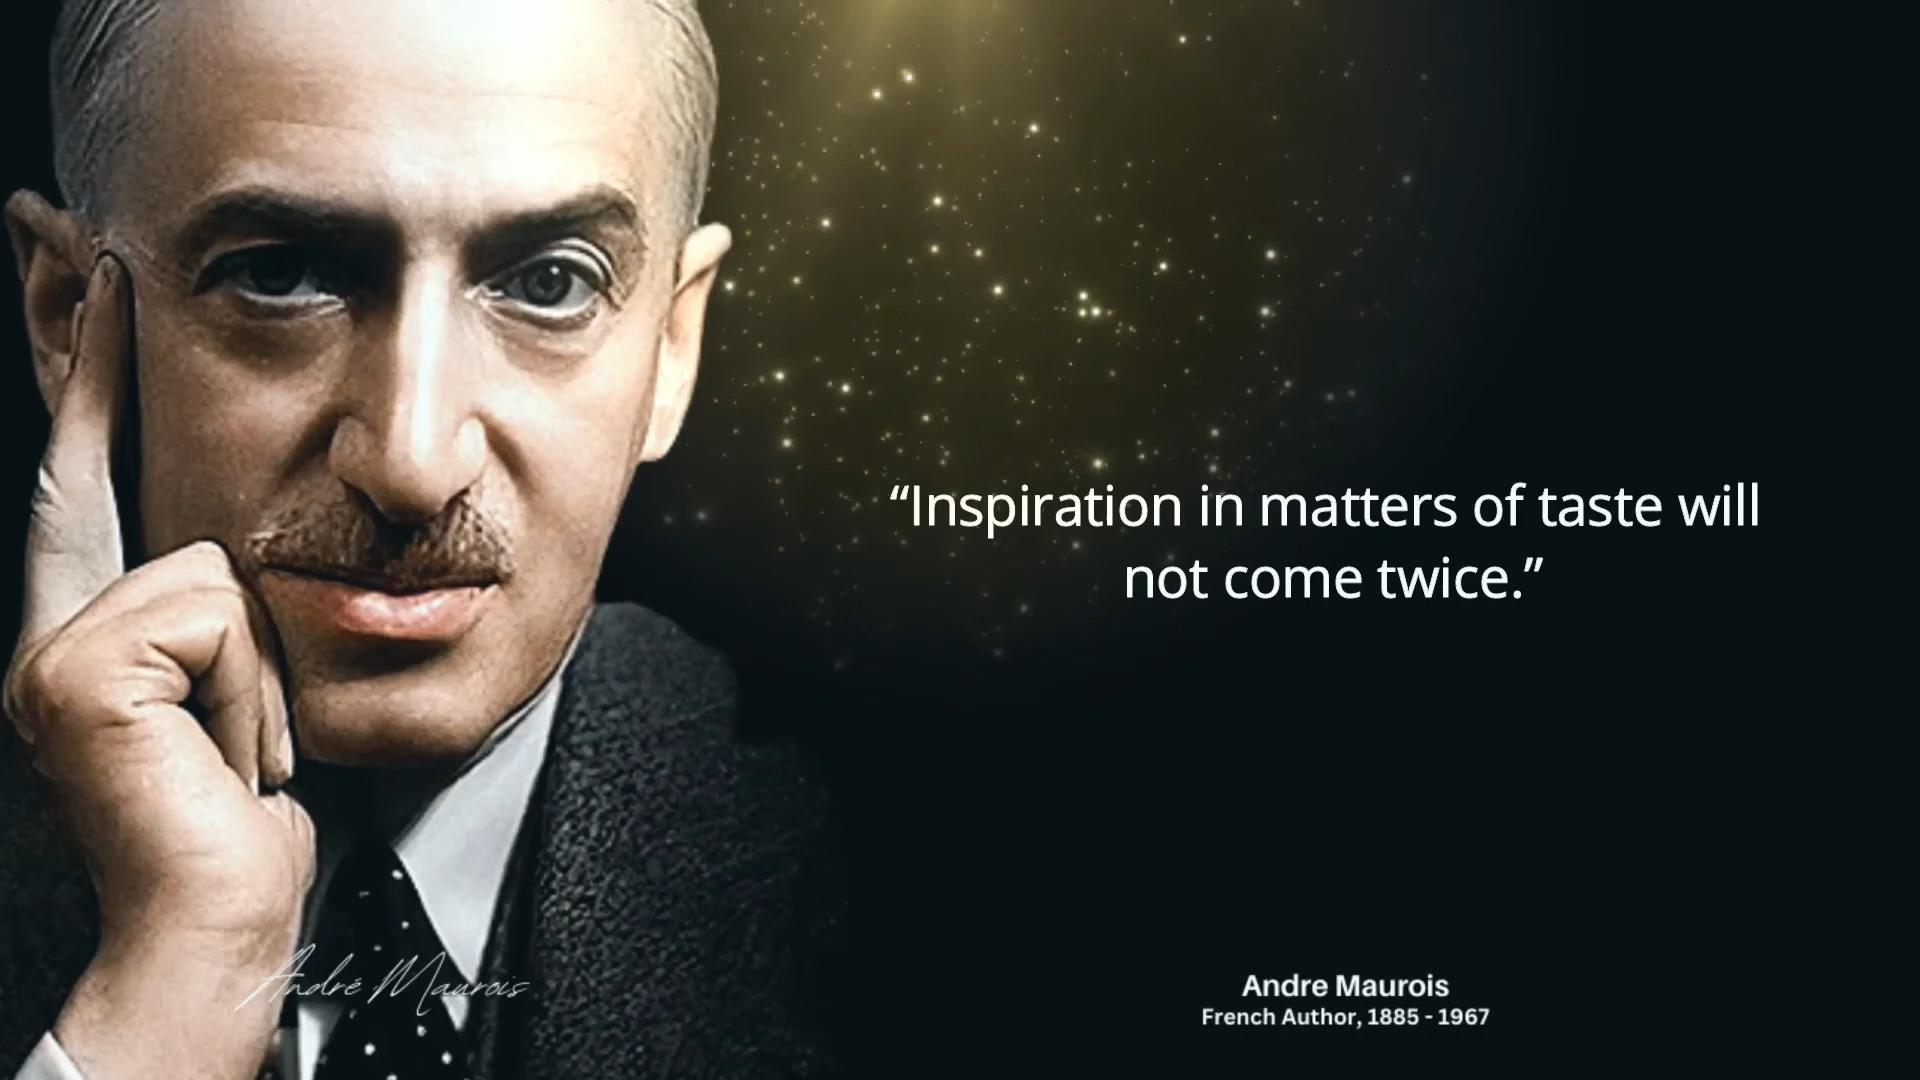 “Inspiration in matters of taste will
not come twice.”
André Maurois
Andre Maurois
French Author, 1885 - 1967